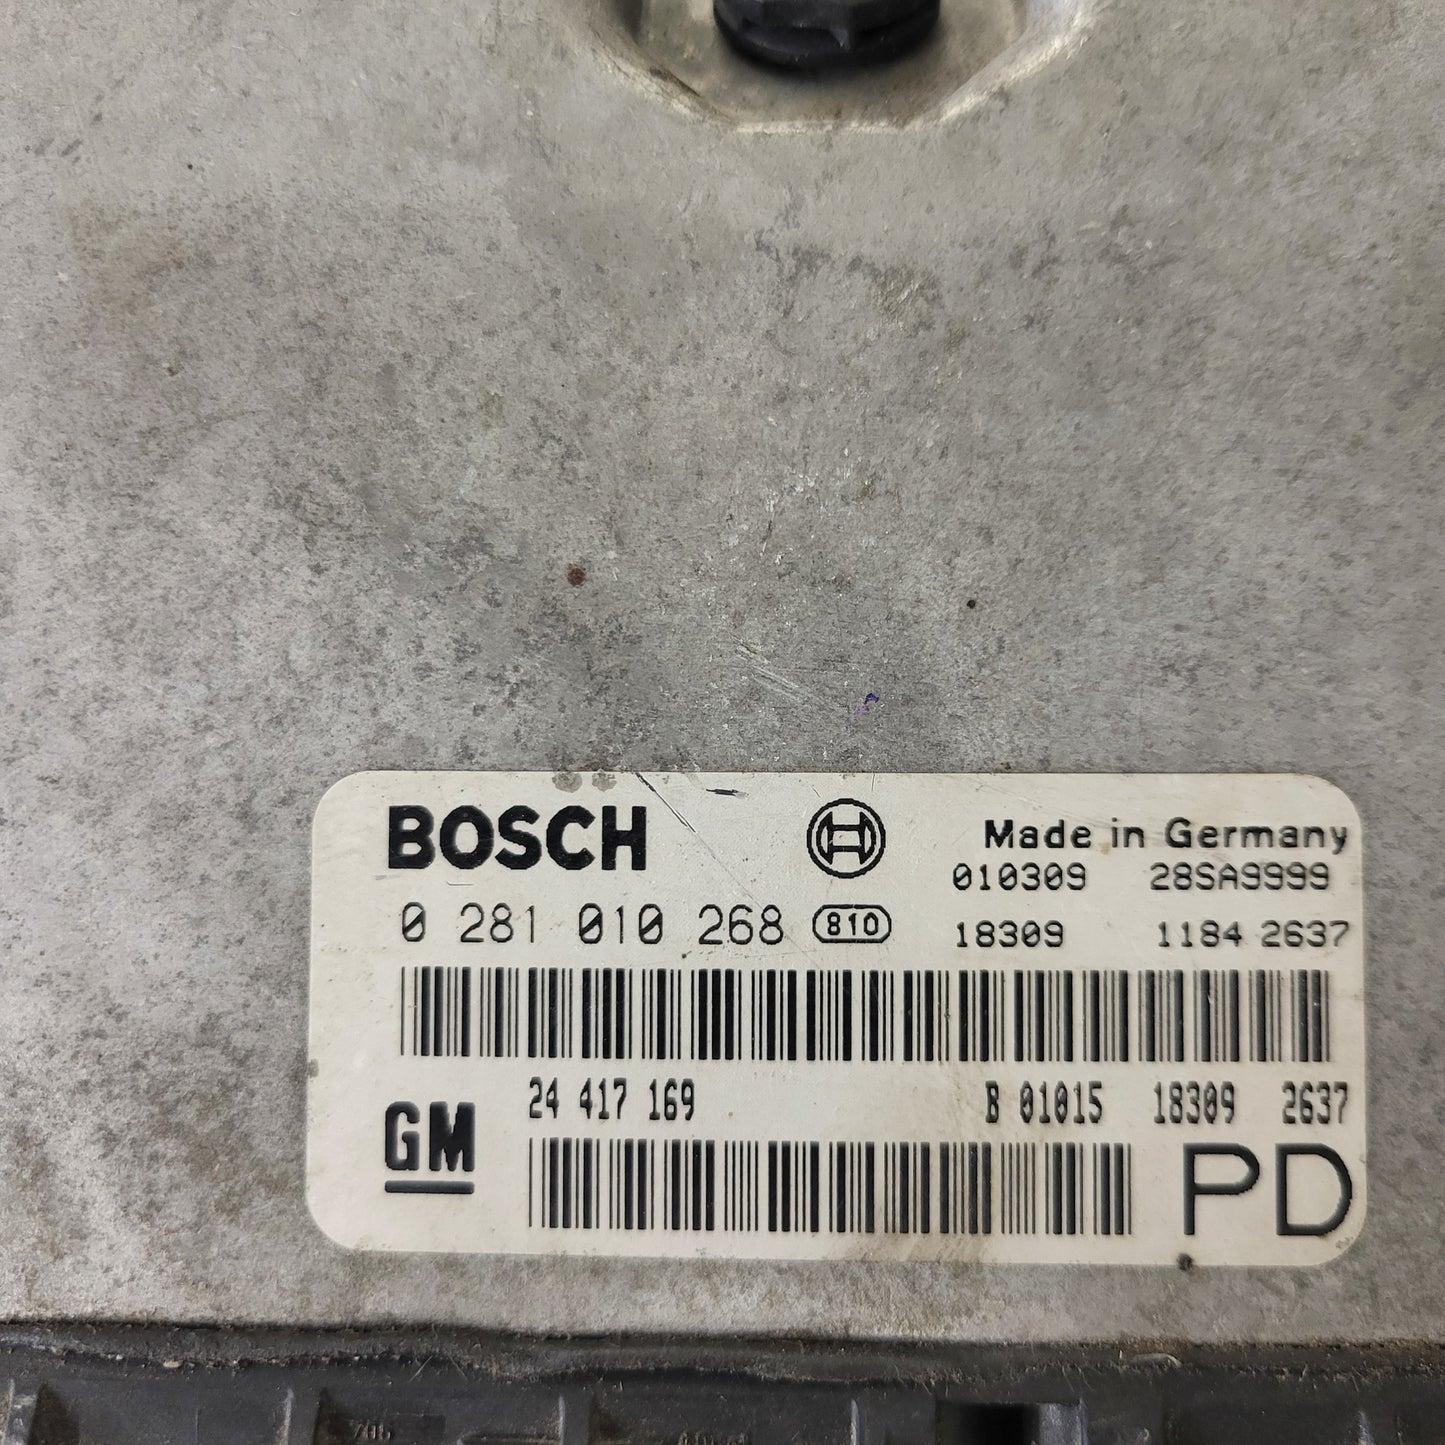 BOSCH
Made in Germany
010309 28SA9999
0 281 010 268 810 18309 1184 2637
24 417 169 B 01015 18309 2637
GM
PD
705